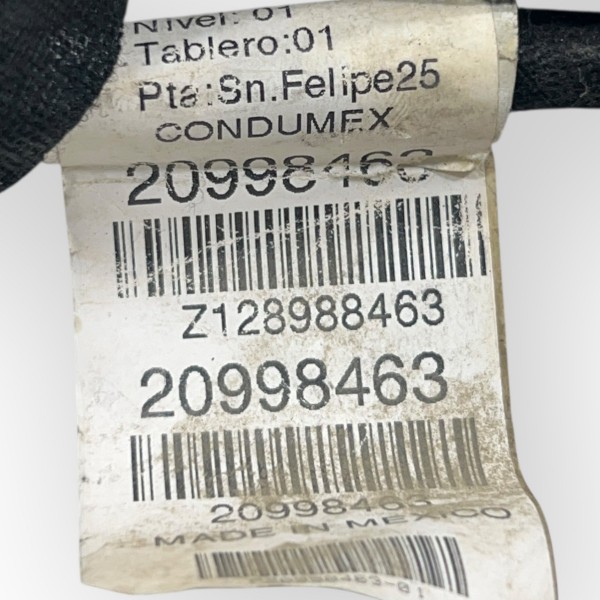 Nivel: 01
Tablero:01
Pta:Sn.Felipe25
CONDUMEX
20998463
Z128988463
20998463
20998463
MADE IN MEXICO